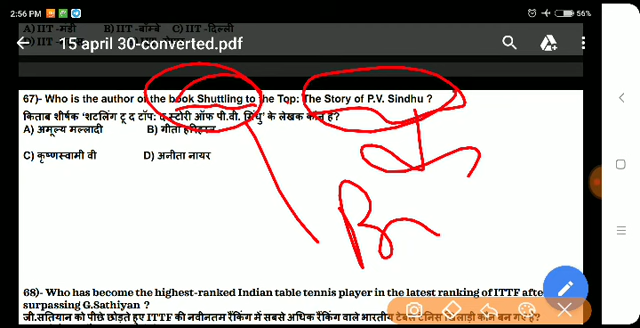 2:56 PM
56%
A) IIT -मंडी B) IIT -बॉम्बे C) IIT-दिल्ली
15 april 30-converted.pdf
67)- Who is the author of the book Shuttling to the Top: The Story of P.V. Sindhu ?
किताब शीर्षक 'शटलिंग टू द टॉप: द स्टोरी ऑफ पी.वी. सिंधु' के लेखक कौन है?
A) अमूल्य मल्लादी B) गीता हरिहरन
C) कृष्णस्वामी वी D) अनीता नायर
68)- Who has become the highest-ranked Indian table tennis player in the latest ranking of ITTF afte
surpassing G.Sathiyan ?
जी.सतियान को पीछे छोड़ते हुए ITTF की नवीनतम रैंकिंग में सबसे अधिक रैंकिंग वाले भारतीय टेबल टेनिस खिलाड़ी कौन बन गए हैं?